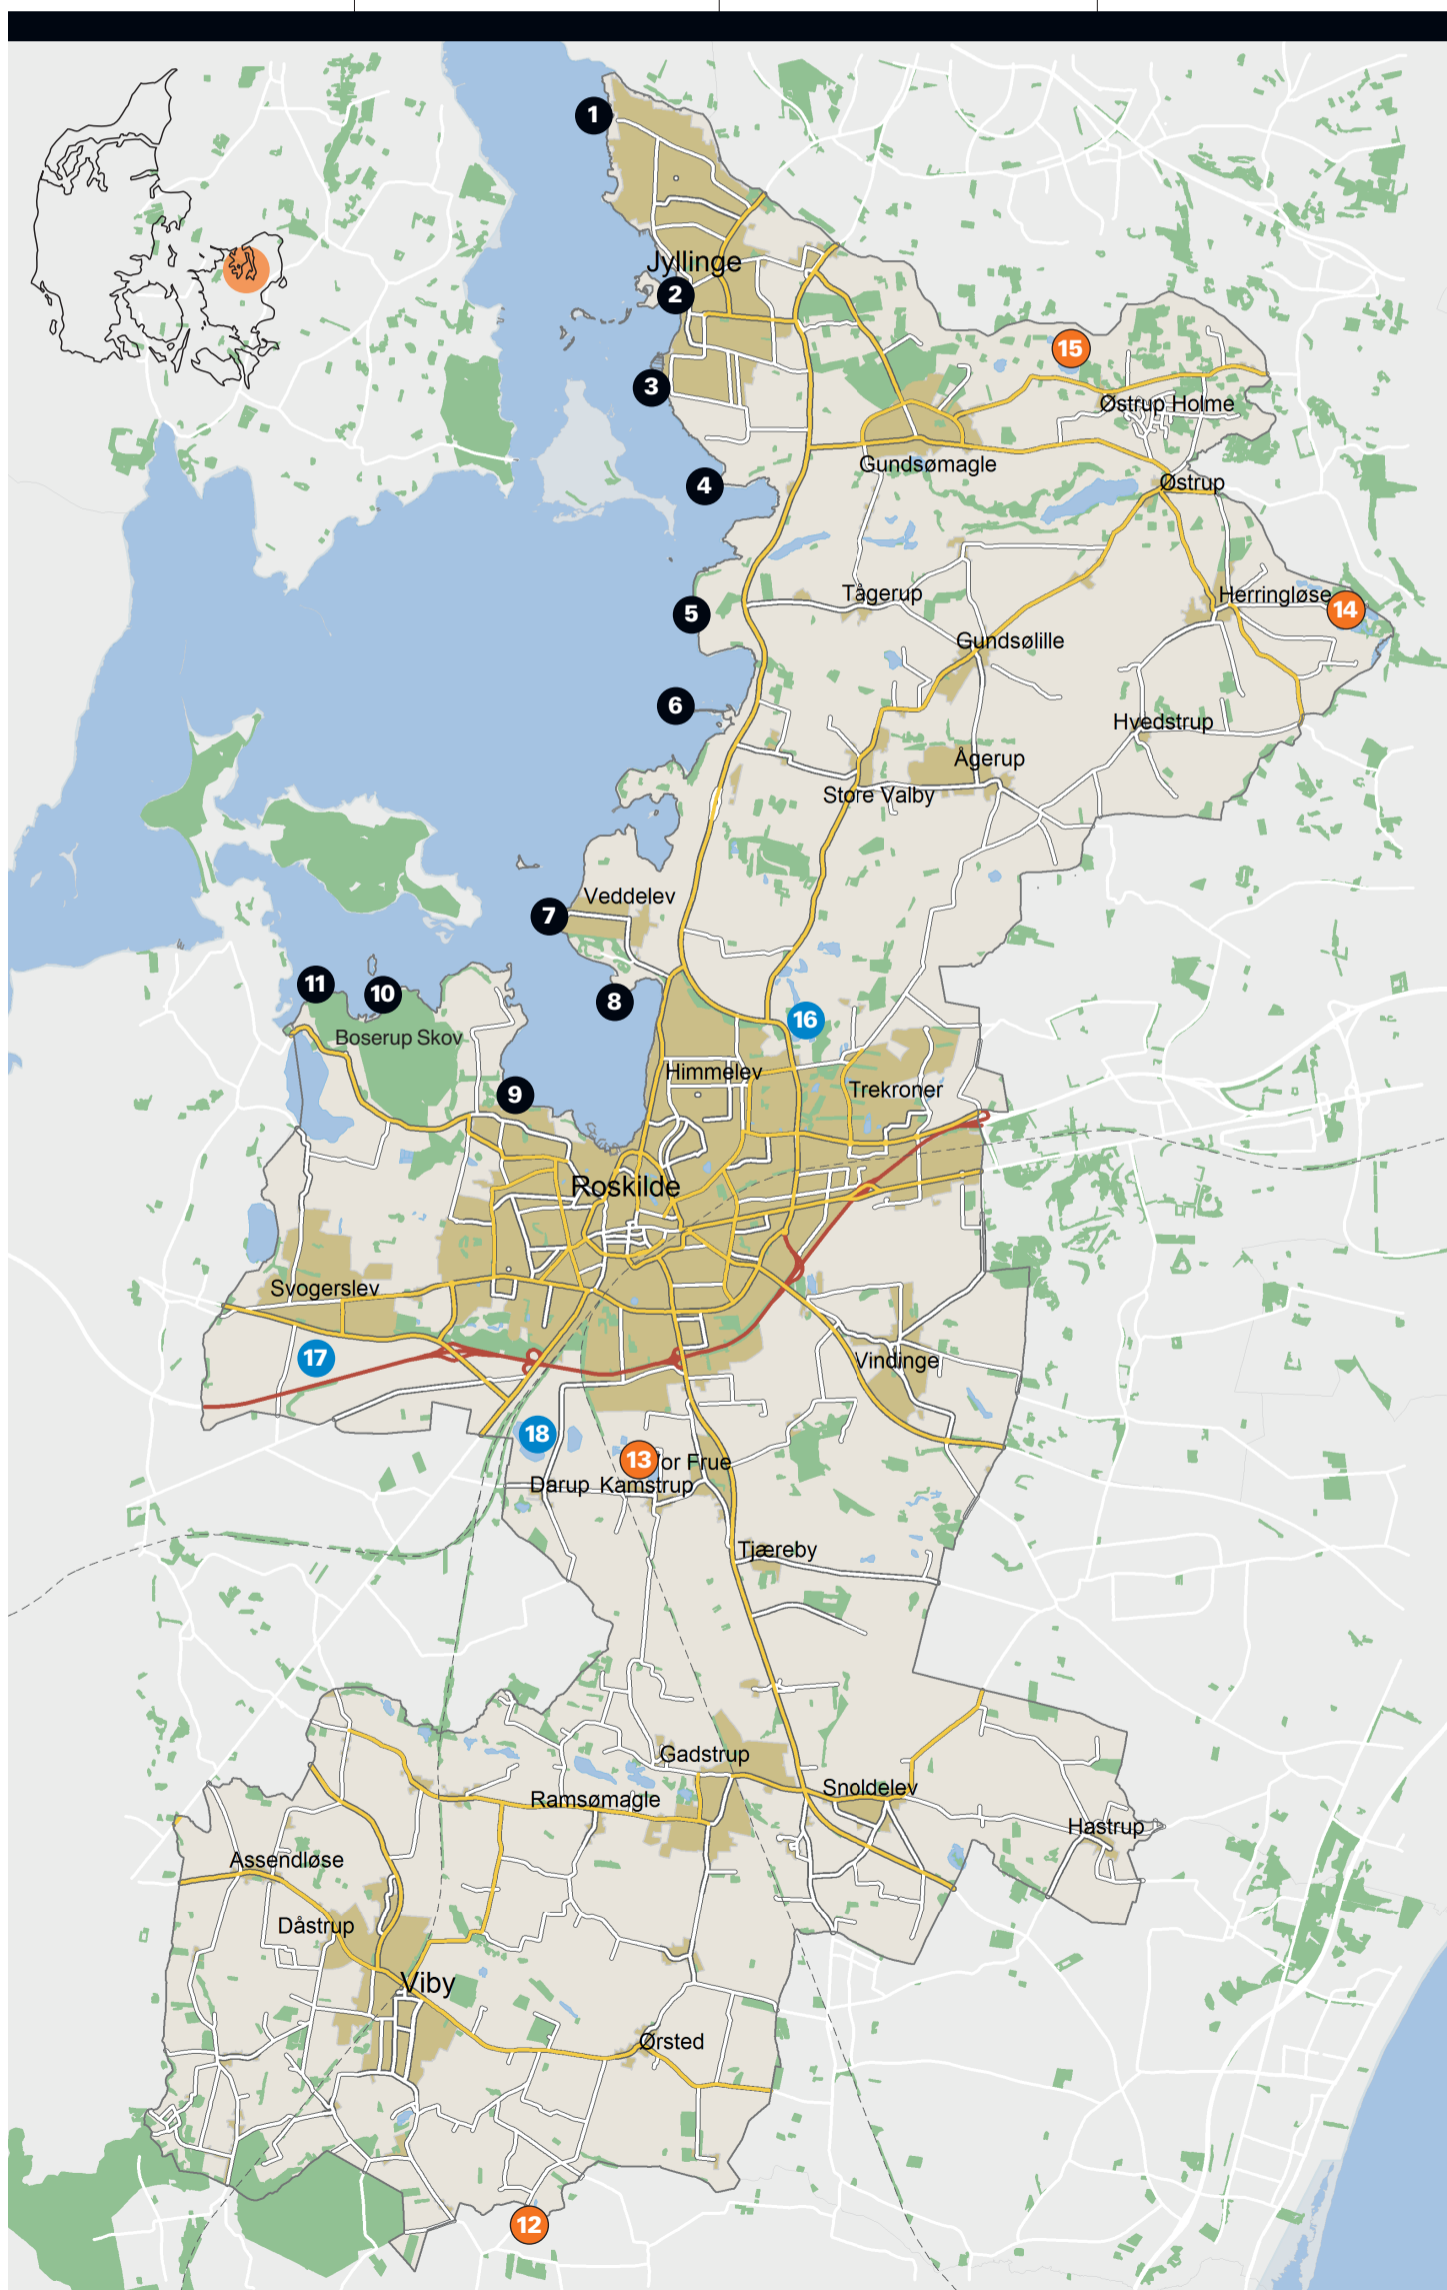 1
Jyllinge
2
15
3
Østrup Holme
Gundsømagle
4
Østrup
Tågerup
Herringløse
14
5
Gundsølille
6
Hvedstrup
Ågerup
Store Valby
Veddelev
7
11
10
8
16
Boserup Skov
Himmelev
Trekroner
9
Roskilde
Svogerslev
17
Vindinge
18
13
or Frue
Darup Kamstrup
Tjæreby
Gadstrup
Snoldelev
Ramsømagle
Hastrup
Assendløse
Dåstrup
Viby
Ørsted
12